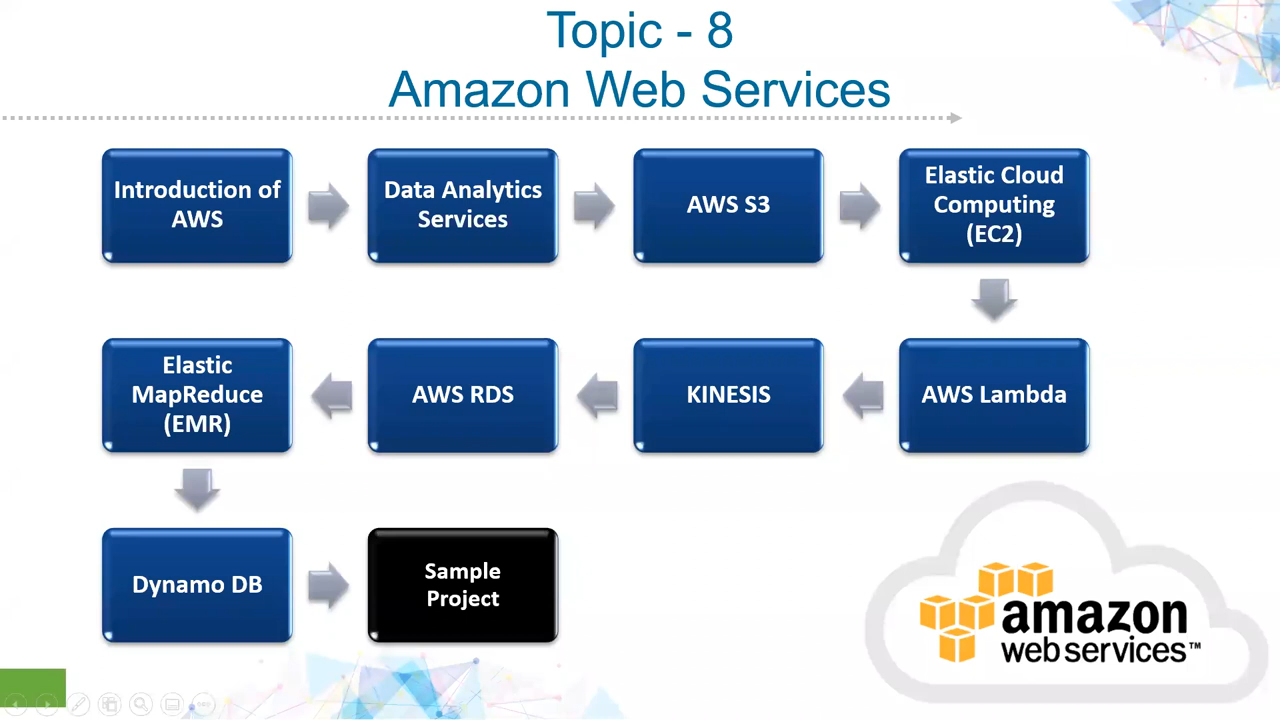 Topic - 8
Amazon Web Services
Introduction of
AWS
Data Analytics
Services
AWS S3
Elastic Cloud
Computing
(EC2)
AWS Lambda
KINESIS
AWS RDS
Elastic
MapReduce
(EMR)
Dynamo DB
Sample
Project
amazon
web services™